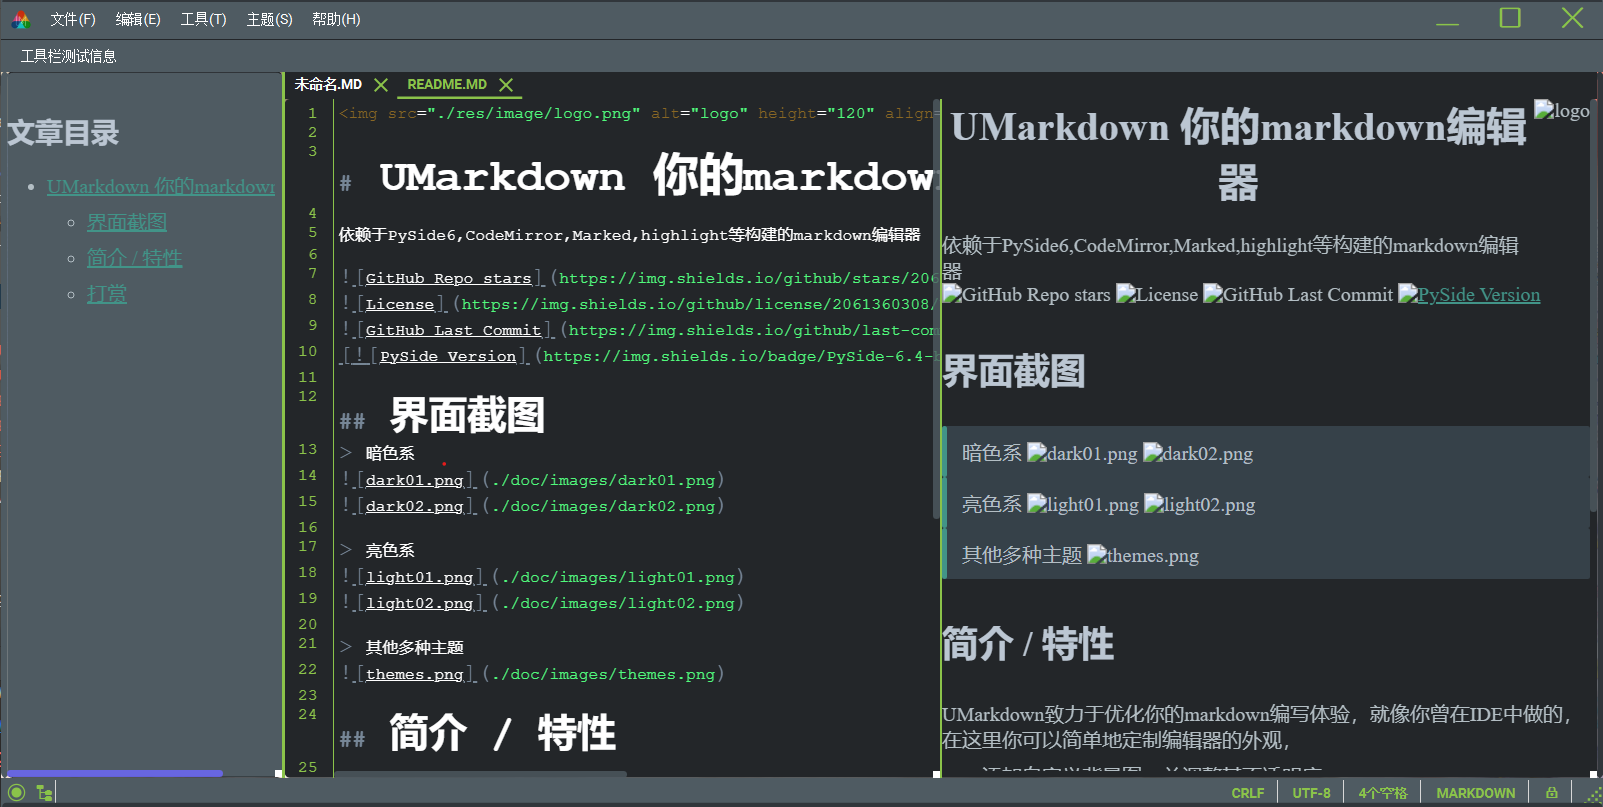 文件(F) 编辑(E) 工具(T) 主题(S) 帮助(H)
工具栏测试信息
文章目录
UMarkdown 你的markdown
界面截图
简介 / 特性
打赏
未命名.MD README.MD
1 <img src="./res/image/logo.png" alt="logo" height="120" align=
2
3 # UMarkdown 你的markdow
4
5 依赖于PySide6,CodeMirror,Marked,highlight等构建的markdown编辑器
6
7 ![GitHub Repo stars](https://img.shields.io/github/stars/206
8 ![License](https://img.shields.io/github/license/2061360308/
9 ![GitHub Last Commit](https://img.shields.io/github/last-com
10 [![PySide Version](https://img.shields.io/badge/PySide-6.4-
11
12 ## 界面截图
13 > 暗色系
14 ![dark01.png](./doc/images/dark01.png)
15 ![dark02.png](./doc/images/dark02.png)
16
17 > 亮色系
18 ![light01.png](./doc/images/light01.png)
19 ![light02.png](./doc/images/light02.png)
20
21 > 其他多种主题
22 ![themes.png](./doc/images/themes.png)
23
24 ## 简介 / 特性
25
logo
UMarkdown 你的markdown编辑
器
依赖于PySide6,CodeMirror,Marked,highlight等构建的markdown编辑
器
GitHub Repo stars License GitHub Last Commit PySide Version
界面截图
暗色系 dark01.png dark02.png
亮色系 light01.png light02.png
其他多种主题 themes.png
简介 / 特性
UMarkdown致力于优化你的markdown编写体验，就像你曾在IDE中做的，
在这里你可以简单地定制编辑器的外观，
CRLF UTF-8 4个空格 MARKDOWN